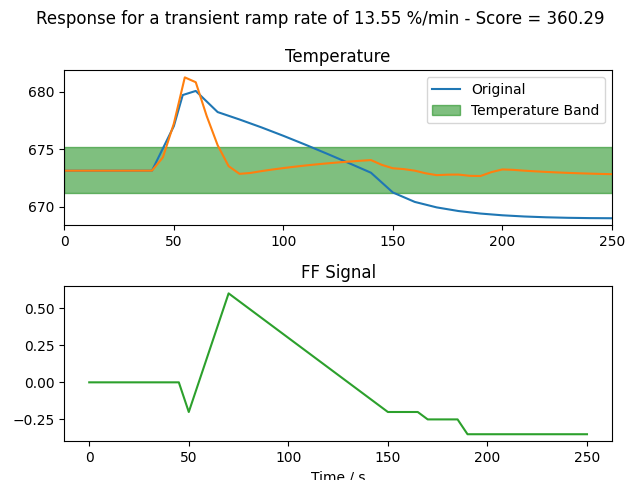 Response for a transient ramp rate of 13.55 %/min - Score = 360.29
Temperature
Original
Temperature Band
680
675
670
0 50 100 150 200 250
FF Signal
0.50
0.25
0.00
−0.25
0 50 100 150 200 250
Time / s